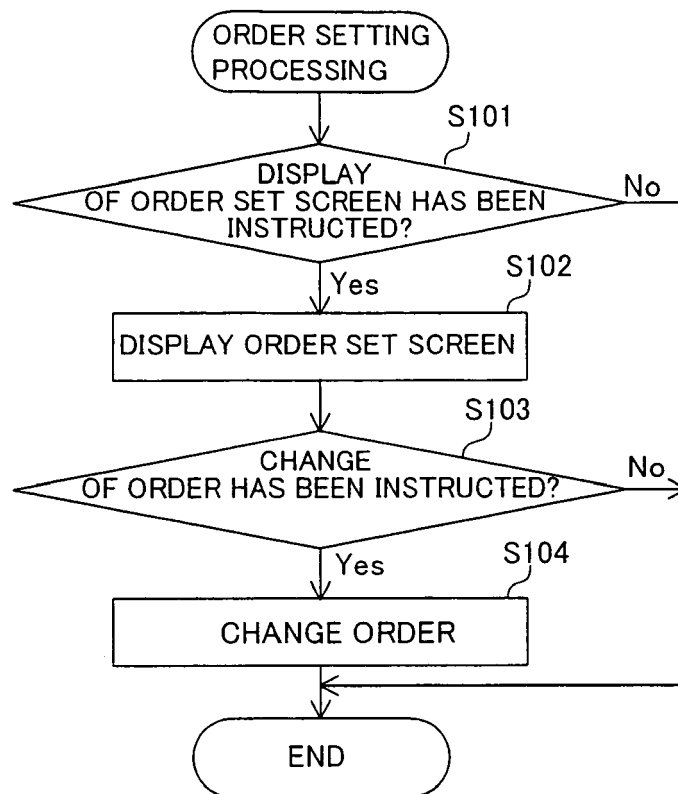 ORDER SETTING
PROCESSING
S101
DISPLAY
OF ORDER SET SCREEN HAS BEEN
INSTRUCTED?
No
Yes
S102
DISPLAY ORDER SET SCREEN
S103
CHANGE
OF ORDER HAS BEEN INSTRUCTED?
No
Yes
S104
CHANGE ORDER
END